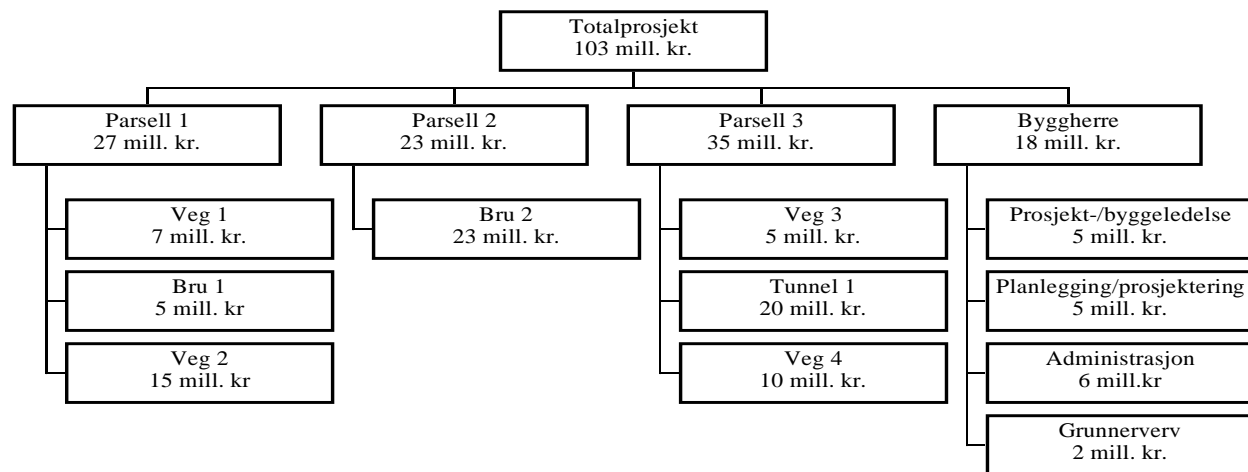 Totalprosjekt
103 mill. kr.
Parsell 1
27 mill. kr.
Parsell 2
23 mill. kr.
Parsell 3
35 mill. kr.
Byggherre
18 mill. kr.
Veg 1
7 mill. kr.
Bru 1
5 mill. kr
Veg 2
15 mill. kr
Bru 2
23 mill. kr.
Veg 3
5 mill. kr.
Tunnel 1
20 mill. kr.
Veg 4
10 mill. kr.
Prosjekt-/byggeledelse
5 mill. kr.
Planlegging/prosjektering
5 mill. kr.
Administrasjon
6 mill.kr
Grunnerverv
2 mill. kr.